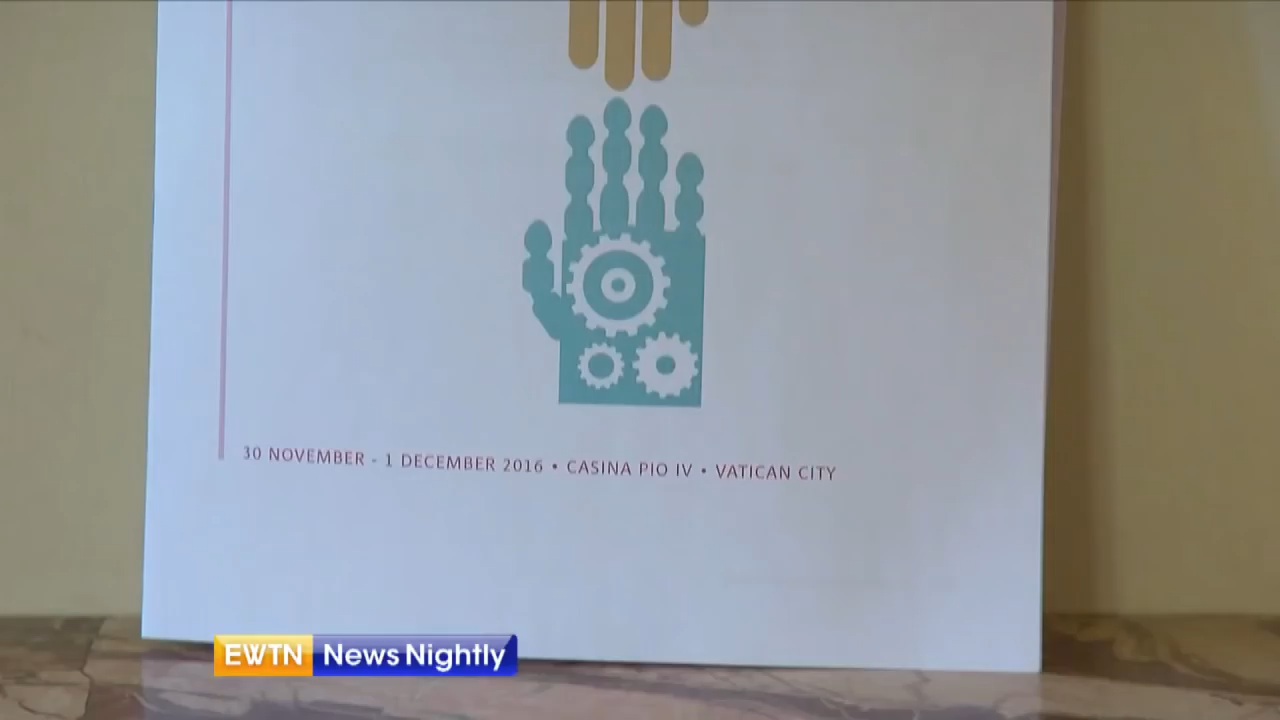 30 NOVEMBER - 1 DECEMBER 2016 • CASINA PIO IV • VATICAN CITY
EWTN News Nightly